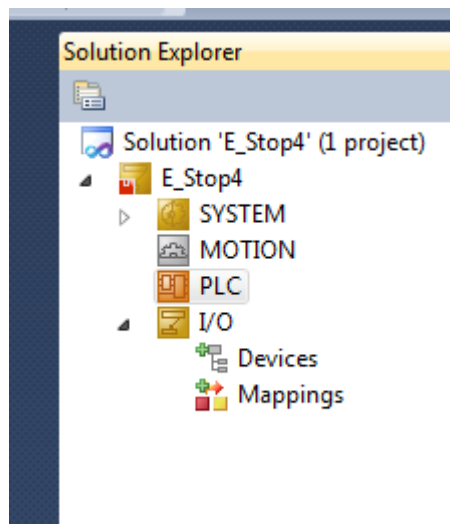 Solution Explorer
Solution 'E_Stop4' (1 project)
E_Stop4
SYSTEM
MOTION
PLC
I/O
Devices
Mappings